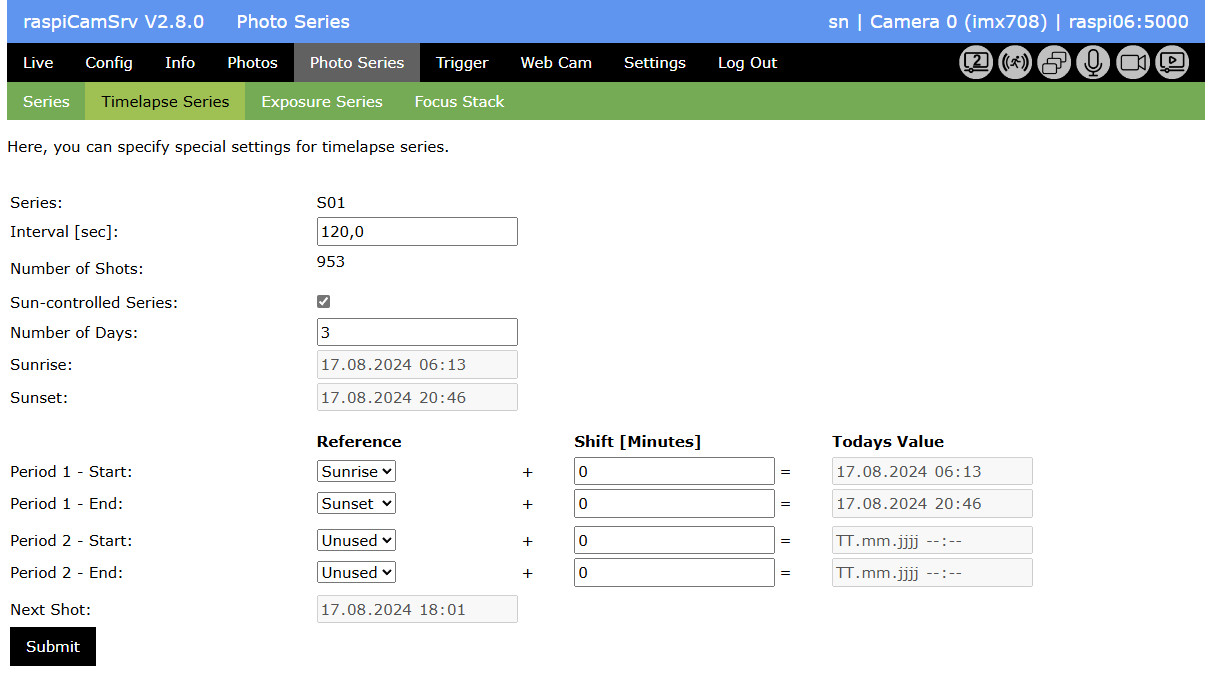 raspiCamSrv V2.8.0 Photo Series sn | Camera 0 (imx708) | raspi06:5000
Live Config Info Photos Photo Series Trigger Web Cam Settings Log Out 2
Series Timelapse Series Exposure Series Focus Stack
Here, you can specify special settings for timelapse series.
Series: S01
Interval [sec]: 120,0
Number of Shots: 953
Sun-controlled Series:
Number of Days: 3
Sunrise: 17.08.2024 06:13
Sunset: 17.08.2024 20:46
Reference Shift [Minutes] Todays Value
Period 1 - Start: Sunrise + 0 = 17.08.2024 06:13
Period 1 - End: Sunset + 0 = 17.08.2024 20:46
Period 2 - Start: Unused + 0 = TT.mm.jjjj --:--
Period 2 - End: Unused + 0 = TT.mm.jjjj --:--
Next Shot: 17.08.2024 18:01
Submit